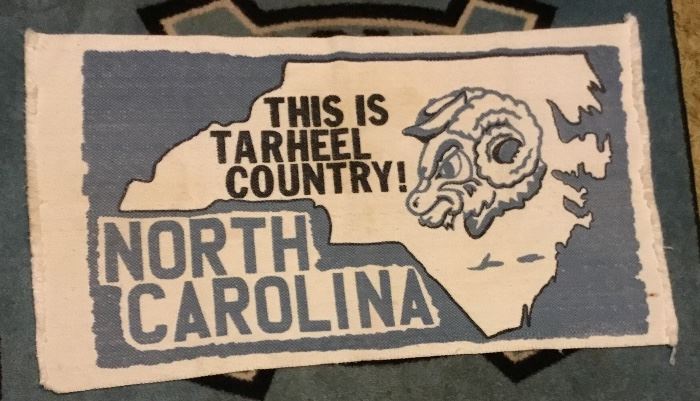 THIS IS
TARHEEL
COUNTRY!
NORTH
CAROLINA